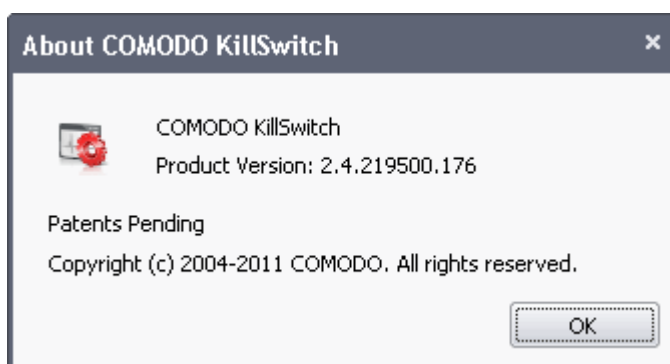 About COMODO KillSwitch
COMODO KillSwitch
Product Version: 2.4.219500.176
Patents Pending
Copyright (c) 2004-2011 COMODO. All rights reserved.
OK